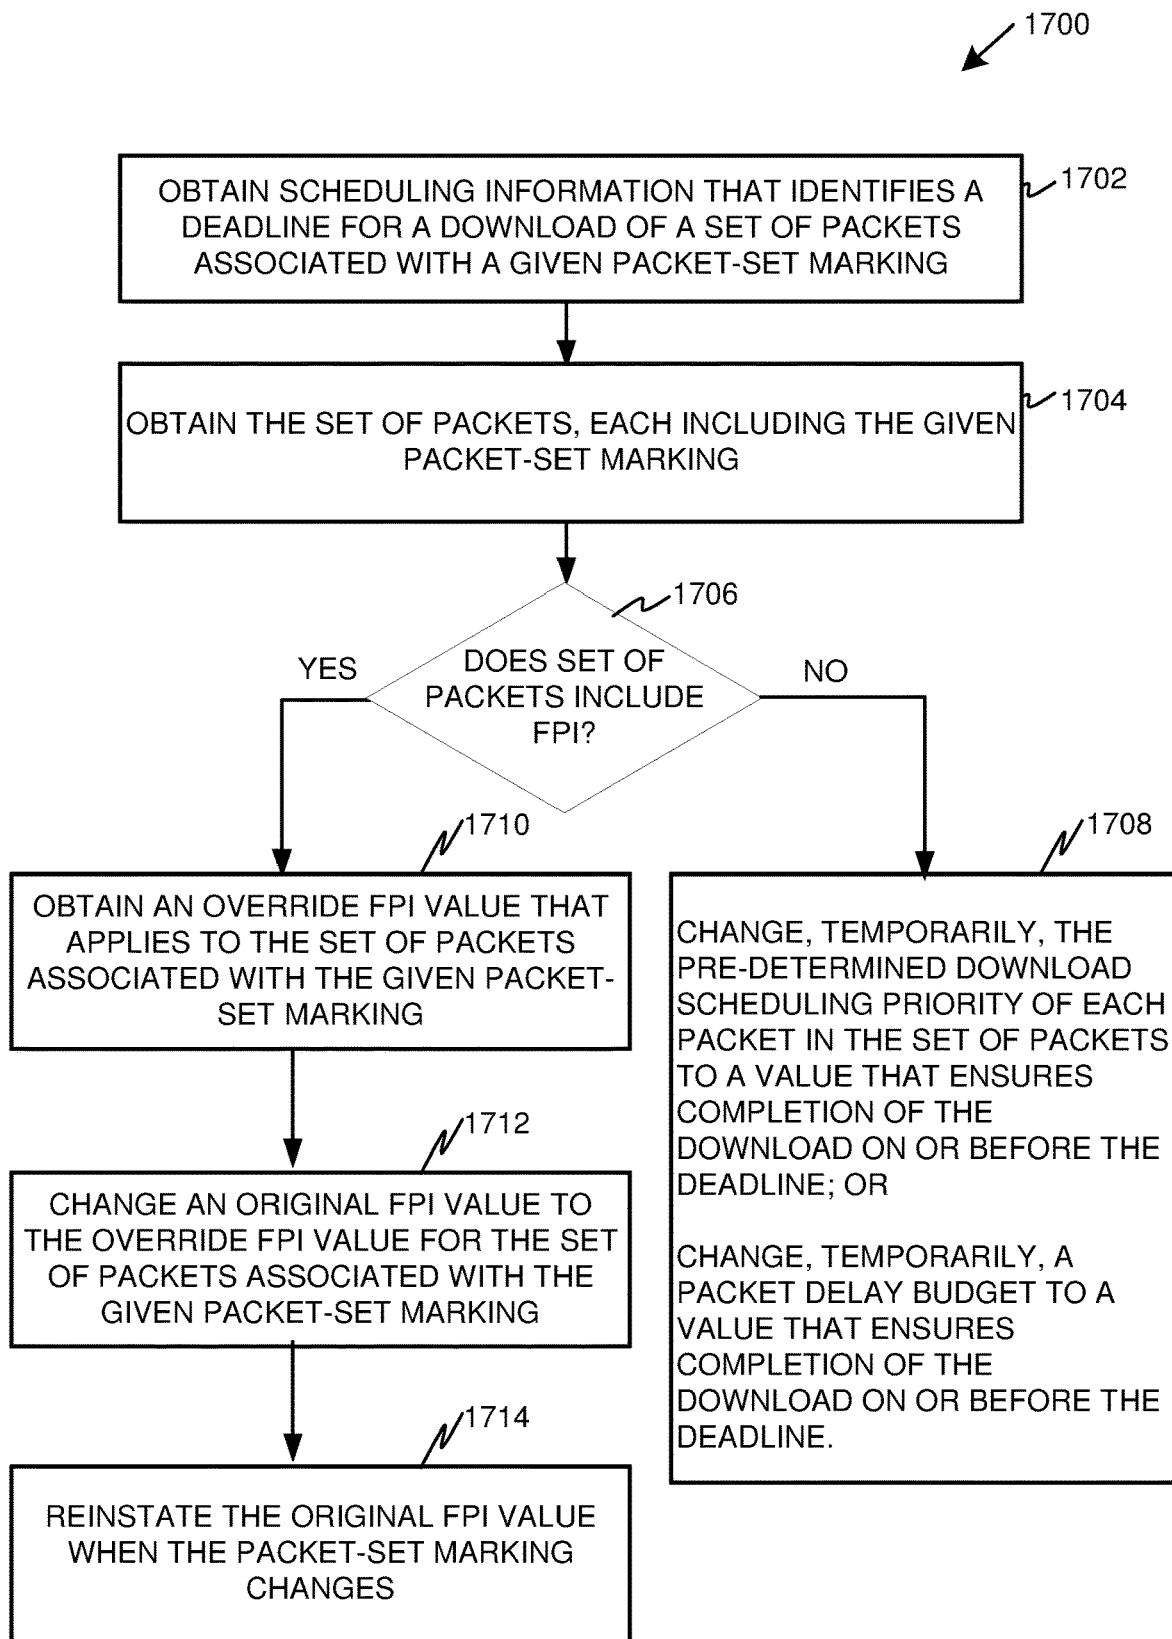 1700
OBTAIN SCHEDULING INFORMATION THAT IDENTIFIES A
DEADLINE FOR A DOWNLOAD OF A SET OF PACKETS
ASSOCIATED WITH A GIVEN PACKET-SET MARKING
1702
OBTAIN THE SET OF PACKETS, EACH INCLUDING THE GIVEN
PACKET-SET MARKING
1704
1706
DOES SET OF
PACKETS INCLUDE
FPI?
YES
NO
1710
OBTAIN AN OVERRIDE FPI VALUE THAT
APPLIES TO THE SET OF PACKETS
ASSOCIATED WITH THE GIVEN PACKET-
SET MARKING
1712
CHANGE AN ORIGINAL FPI VALUE TO
THE OVERRIDE FPI VALUE FOR THE SET
OF PACKETS ASSOCIATED WITH THE
GIVEN PACKET-SET MARKING
1714
REINSTATE THE ORIGINAL FPI VALUE
WHEN THE PACKET-SET MARKING
CHANGES
1708
CHANGE, TEMPORARILY, THE
PRE-DETERMINED DOWNLOAD
SCHEDULING PRIORITY OF EACH
PACKET IN THE SET OF PACKETS
TO A VALUE THAT ENSURES
COMPLETION OF THE
DOWNLOAD ON OR BEFORE THE
DEADLINE; OR
CHANGE, TEMPORARILY, A
PACKET DELAY BUDGET TO A
VALUE THAT ENSURES
COMPLETION OF THE
DOWNLOAD ON OR BEFORE THE
DEADLINE.